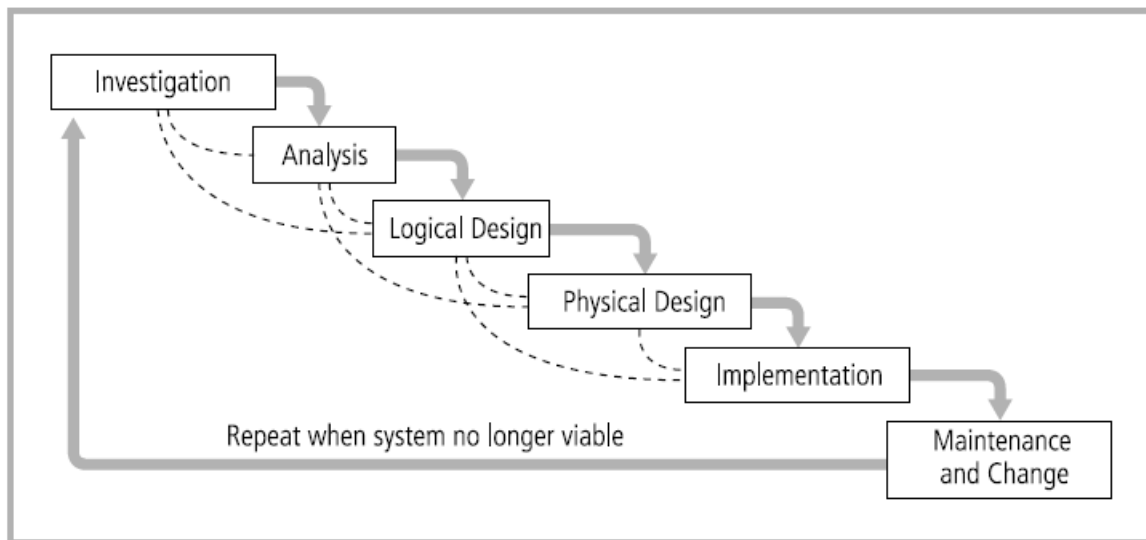 Investigation
Analysis
Logical Design
Physical Design
Implementation
Repeat when system no longer viable
Maintenance
and Change